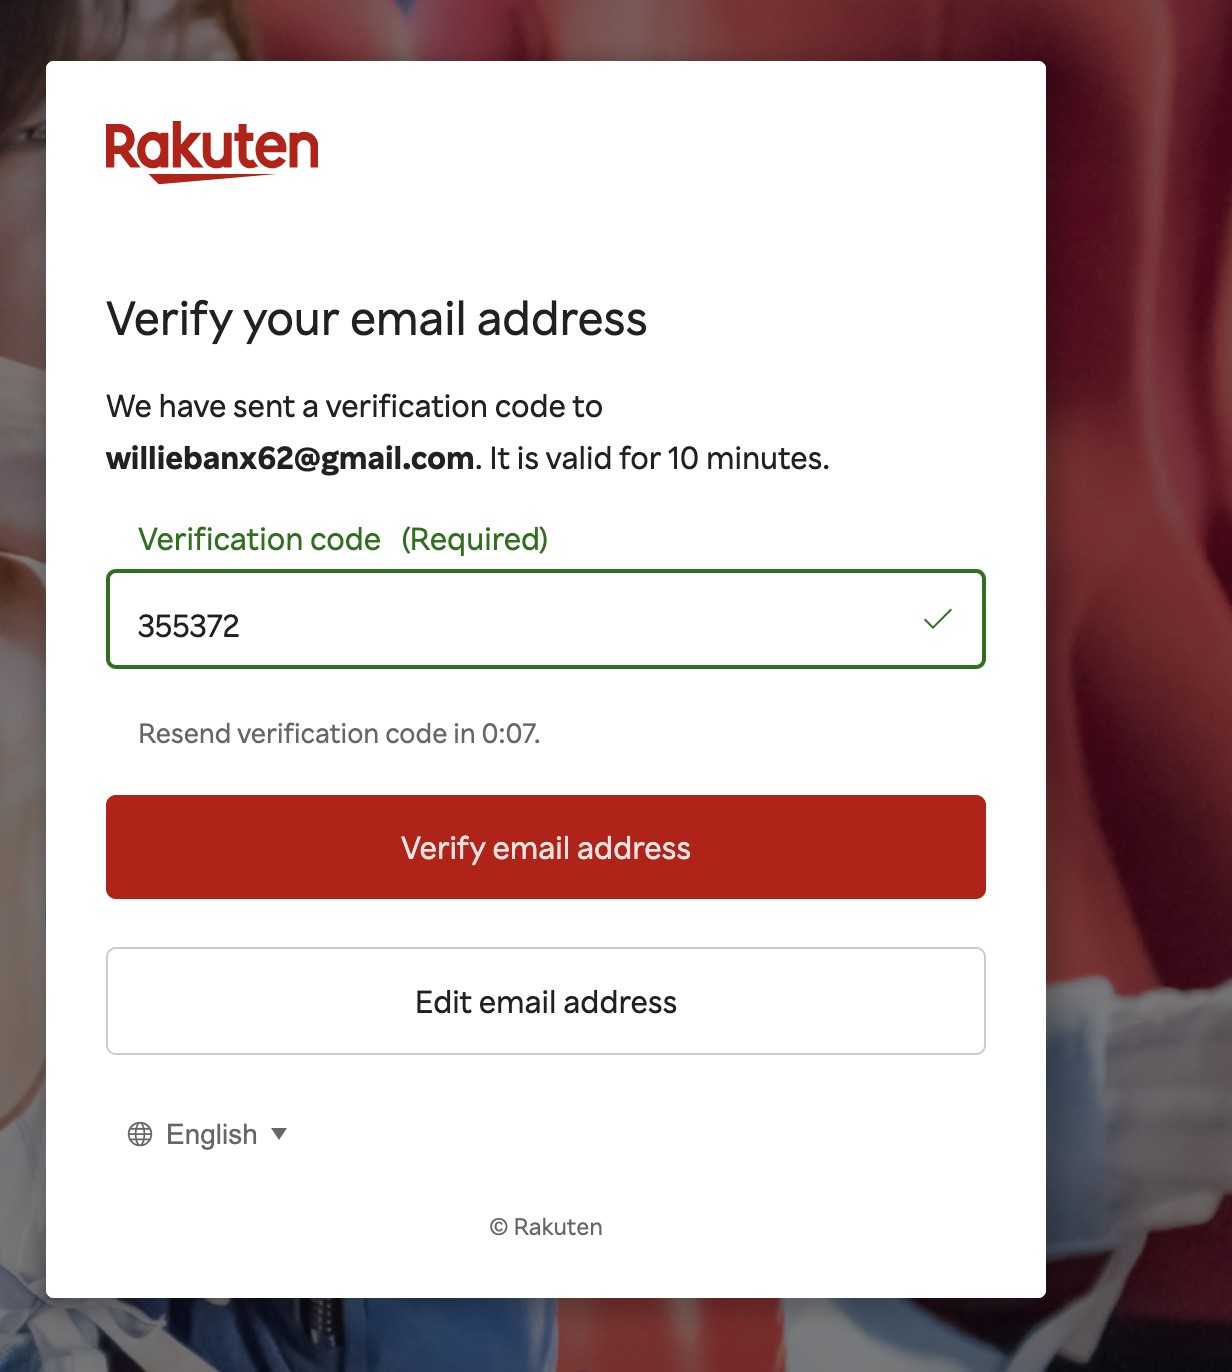 Rakuten
Verify your email address
We have sent a verification code to
williebanx62@gmail.com. It is valid for 10 minutes.
Verification code (Required)
355372
Resend verification code in 0:07.
Verify email address
Edit email address
English
© Rakuten